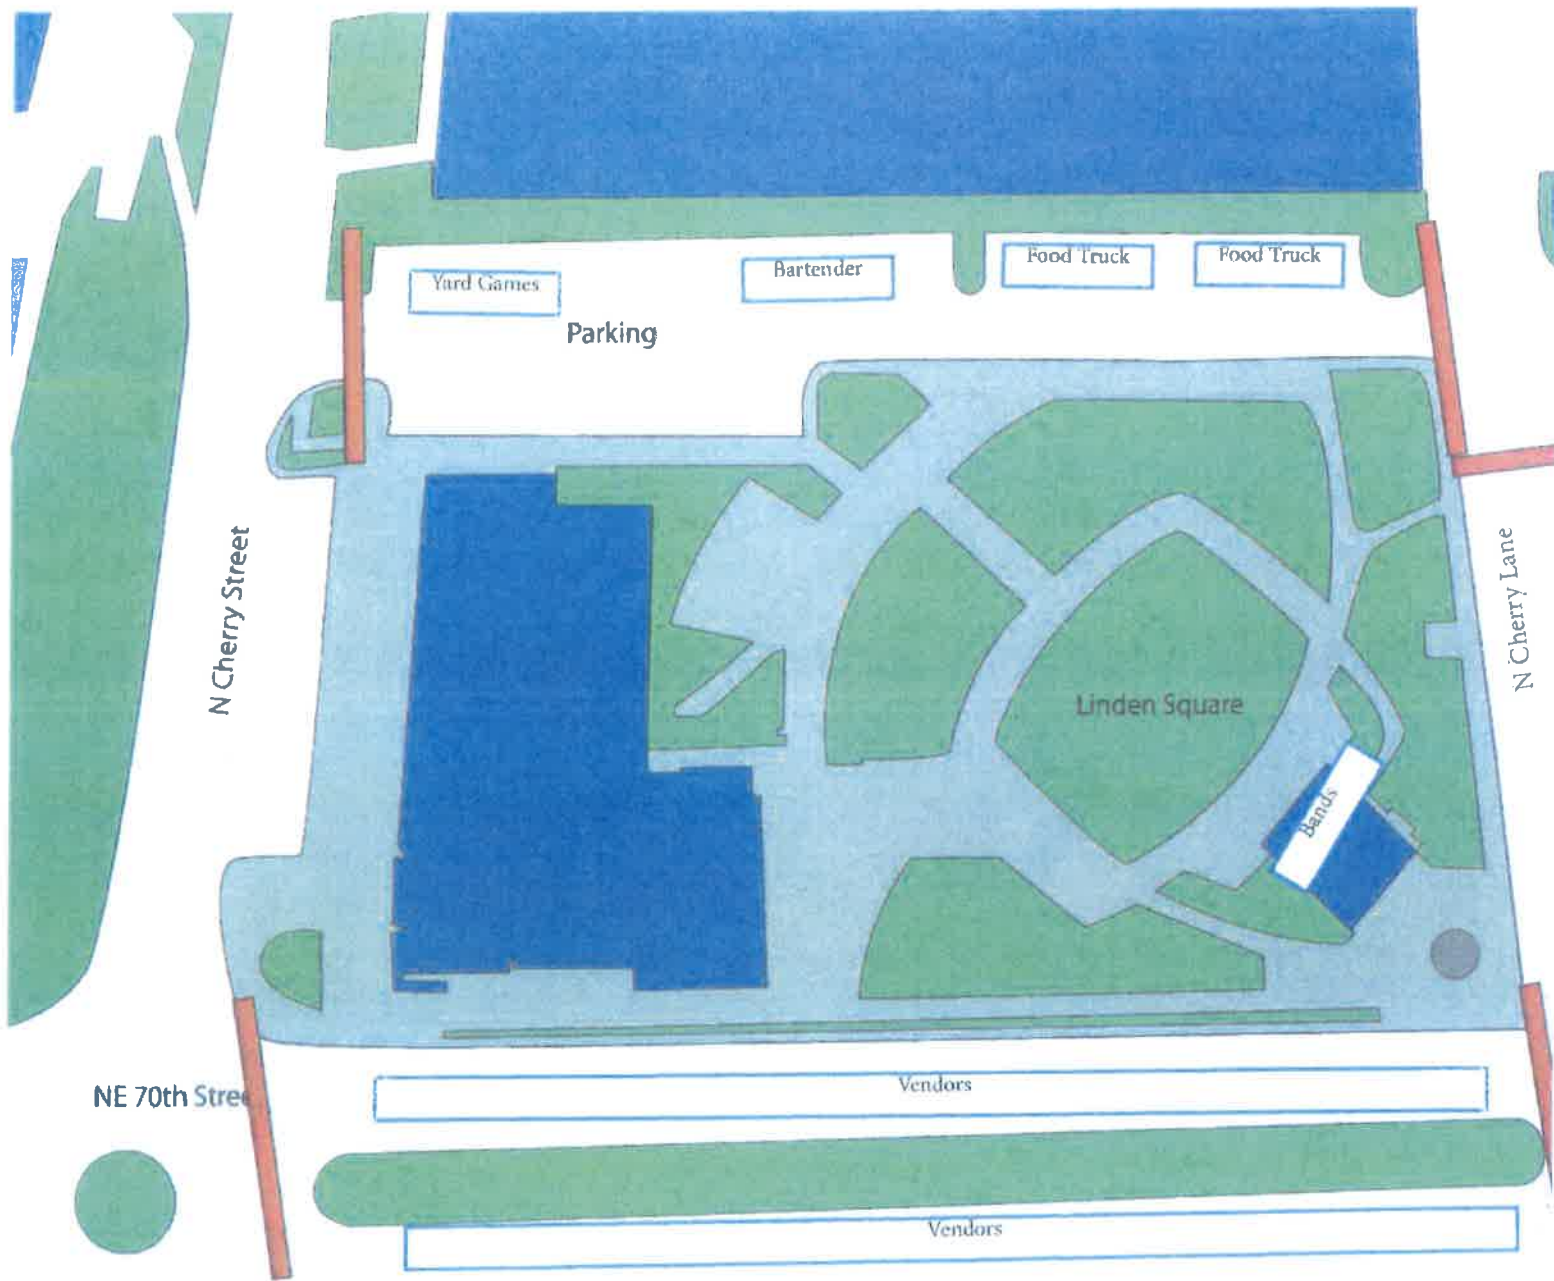 Yard Games
Bartender
Food Truck
Food Truck
Parking
N Cherry Street
N Cherry Lane
Linden Square
Bands
NE 70th Stree
Vendors
Vendors